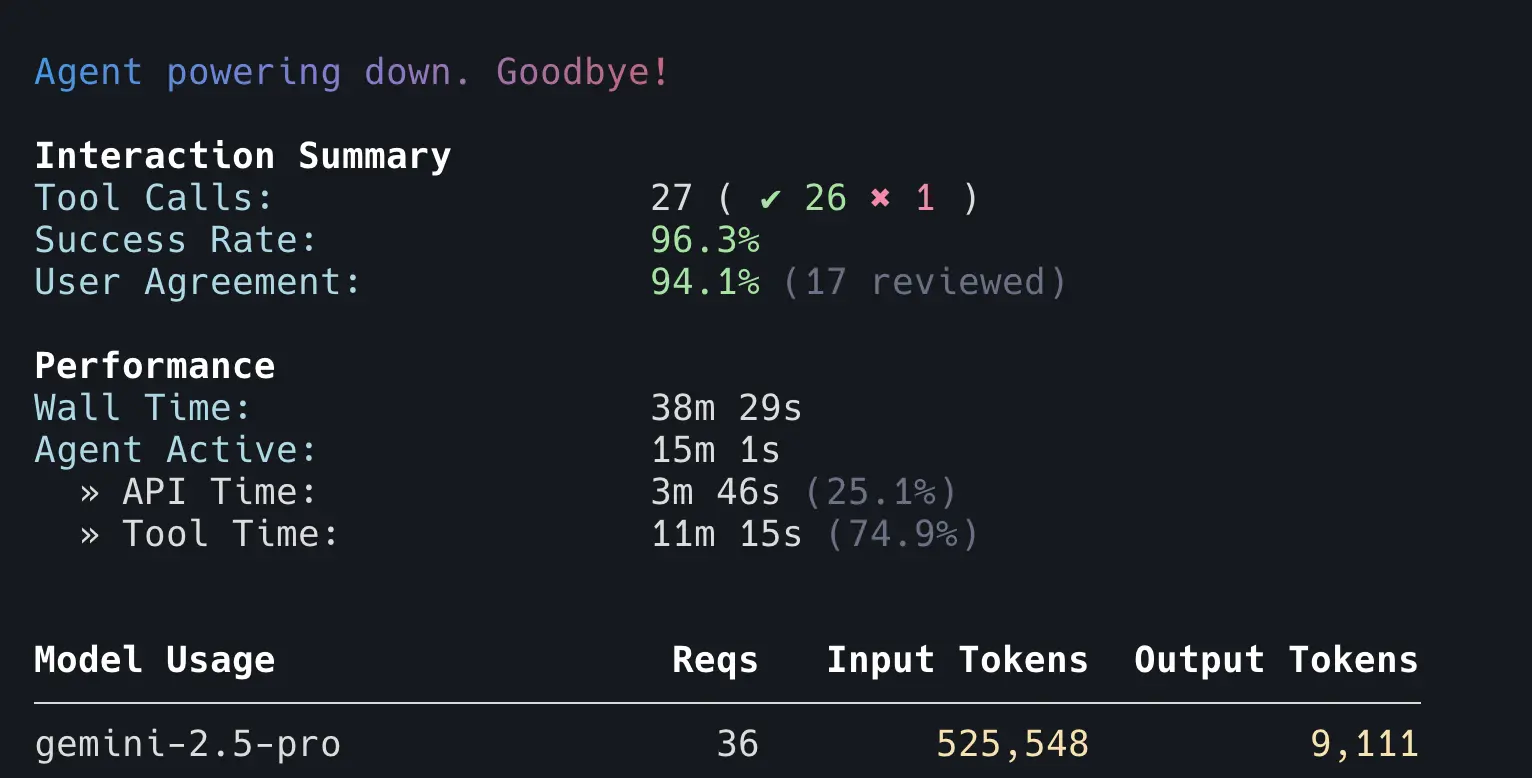 Agent powering down. Goodbye!
Interaction Summary
Tool Calls: 27 ( ✔ 26 ✖ 1 )
Success Rate: 96.3%
User Agreement: 94.1% (17 reviewed)
Performance
Wall Time: 38m 29s
Agent Active: 15m 1s
» API Time: 3m 46s (25.1%)
» Tool Time: 11m 15s (74.9%)
Model Usage Reqs Input Tokens Output Tokens
gemini-2.5-pro 36 525,548 9,111